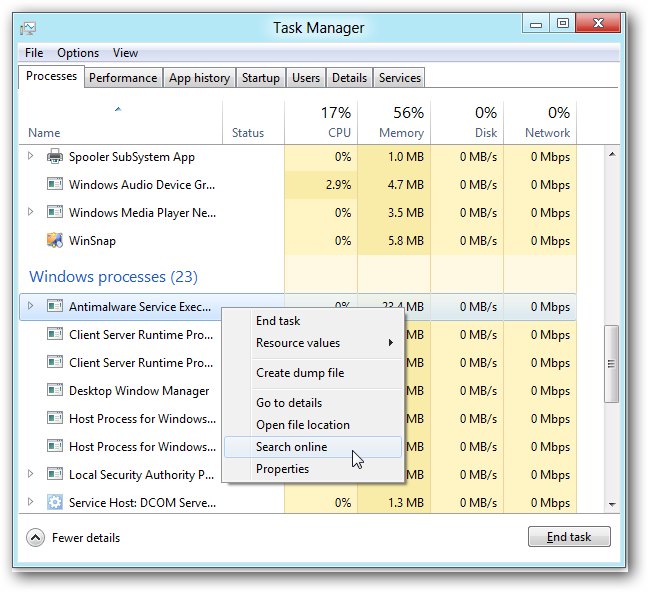 Task Manager
File Options View
Processes Performance App history Startup Users Details Services
17% 56% 0% 0%
Name Status CPU Memory Disk Network
Spooler SubSystem App 0% 1.0 MB 0 MB/s 0 Mbps
Windows Audio Device Gr... 2.9% 4.7 MB 0 MB/s 0 Mbps
Windows Media Player Ne... 0% 3.5 MB 0 MB/s 0 Mbps
WinSnap 0% 5.8 MB 0 MB/s 0 Mbps
Windows processes (23)
Antimalware Service Exec... 0% 23.4 MB 0 MB/s 0 Mbps
End task
Client Server Runtime Pro... MB 0 MB/s 0 Mbps
Resource values
Client Server Runtime Pro... MB 0 MB/s 0 Mbps
Create dump file
Desktop Window Manager MB 0 MB/s 0 Mbps
Go to details
Host Process for Windows... MB 0 MB/s 0 Mbps
Open file location
Host Process for Windows... MB 0 MB/s 0 Mbps
Search online
Local Security Authority P... MB 0 MB/s 0 Mbps
Properties
Service Host: DCOM Serve... 0% 1.3 MB 0 MB/s 0 Mbps
Fewer details End task